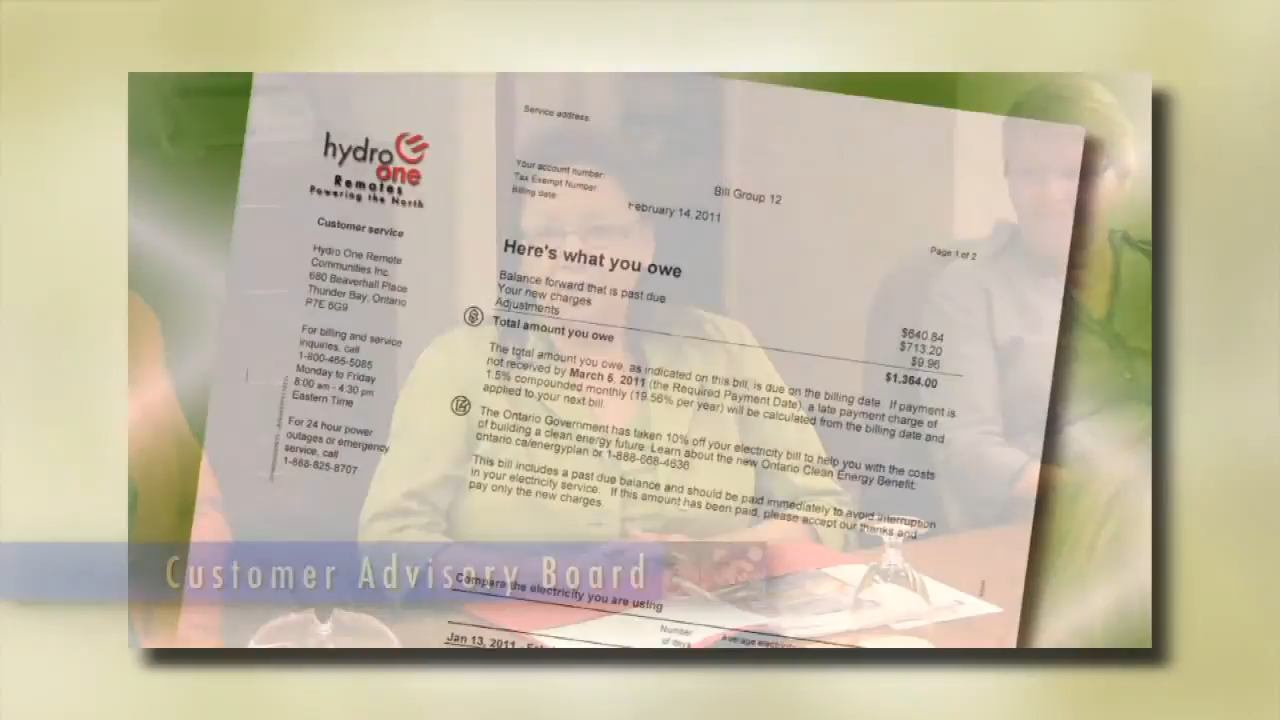 hydro
one
Remotes
Powering the North
Customer service
Hydro One Remote
Communities Inc.
680 Beaverhall Place
Thunder Bay, Ontario
P7E 6G9
For billing and service
inquiries, call
1-800-465-5085
Monday to Friday
8:00 am - 4:30 pm
Eastern Time
For 24 hour power
outages or emergency
service, call
1-888-825-8707
Service address:
Your account number:
Tax Exempt Number:
Billing date
February 14, 2011
Bill Group 12
Page 1 of 2
Here's what you owe
Balance forward that is past due $640.84
Your new charges $713.20
Adjustments $9.96
Total amount you owe $1,364.00
The total amount you owe, as indicated on this bill, is due on the billing date. If payment is
not received by March 6, 2011 (the Required Payment Date), a late payment charge of
1.5% compounded monthly (19.56% per year) will be calculated from the billing date and
applied to your next bill.
The Ontario Government has taken 10% off your electricity bill to help you with the costs
of building a clean energy future. Learn about the new Ontario Clean Energy Benefit:
ontario.ca/energyplan or 1-888-668-4636
This bill includes a past due balance and should be paid immediately to avoid interruption
in your electricity service. If this amount has been paid, please accept our thanks and
pay only the new charges.
Compare the electricity you are using
Number
of days
Average
Jan 13, 2011
Customer Advisory Board